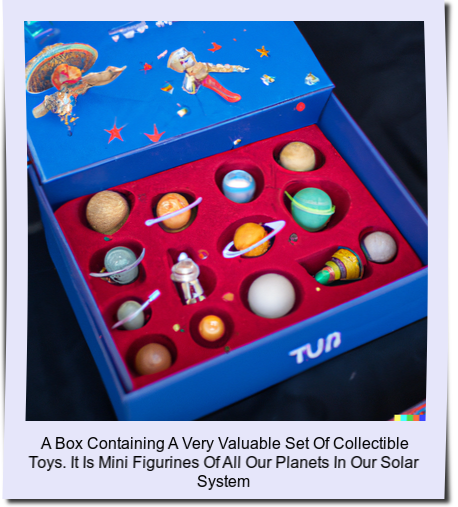 TUB
A Box Containing A Very Valuable Set Of Collectible
Toys. It Is Mini Figurines Of All Our Planets In Our Solar
System